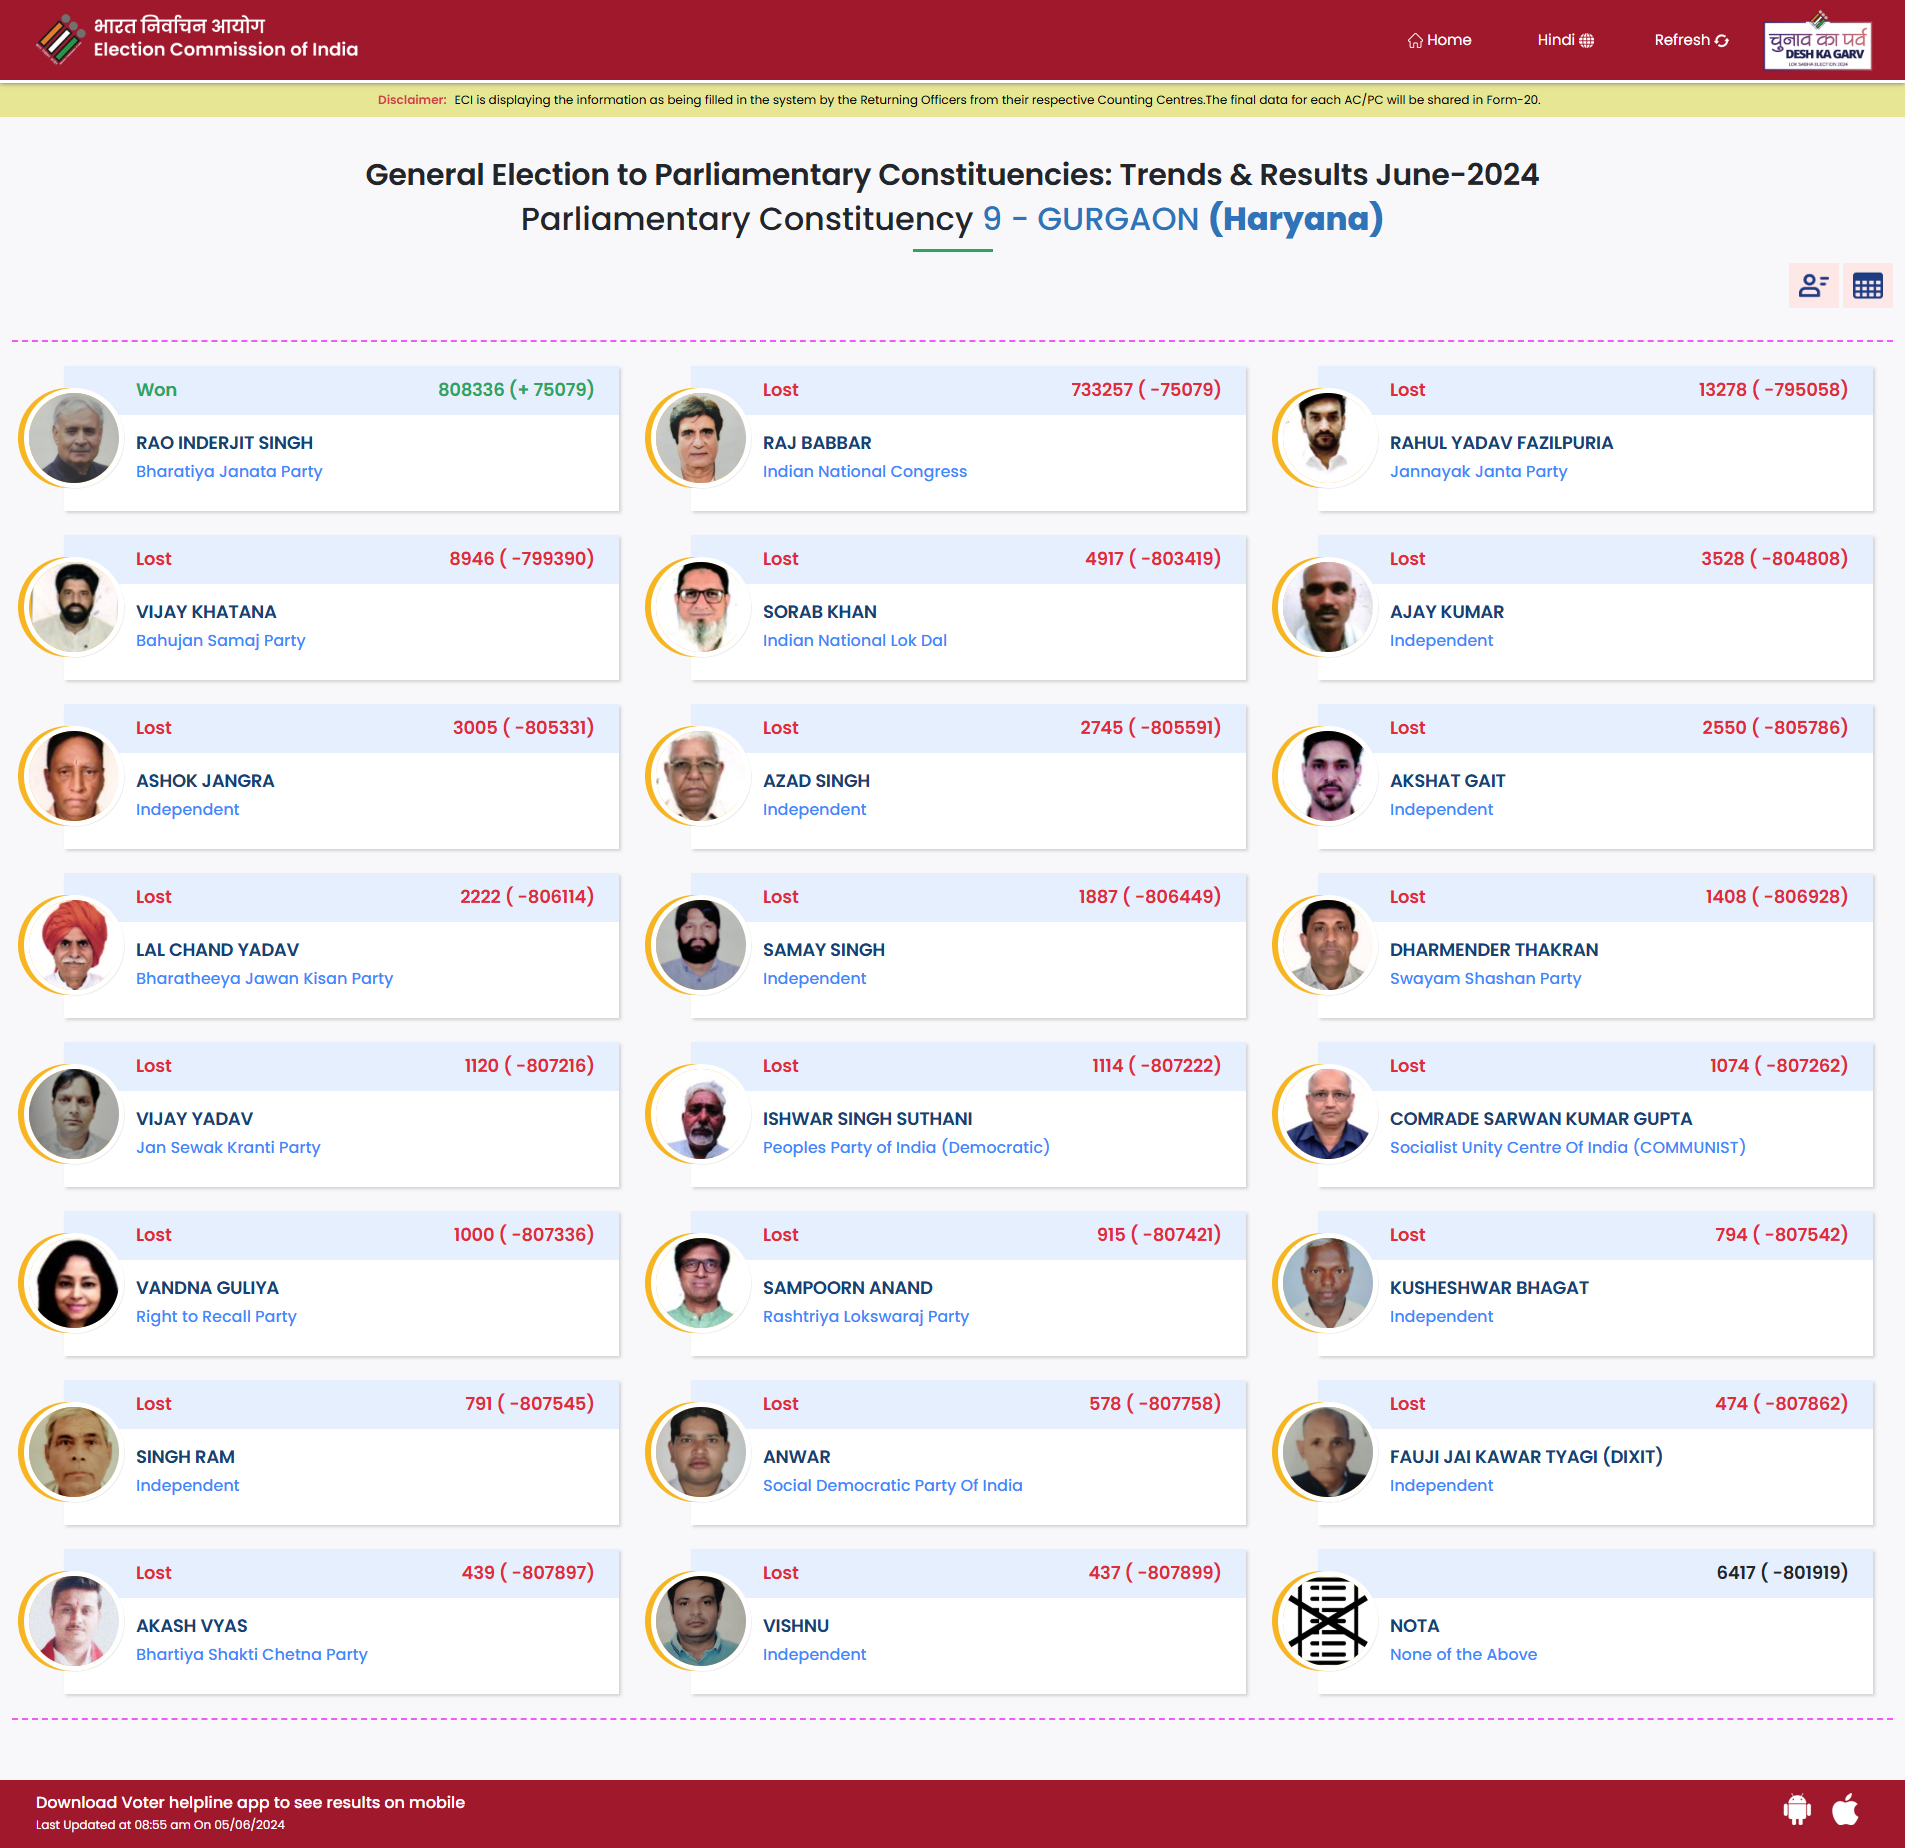 भारत निर्वाचन आयोग
Election Commission of India
Home
Hindi
Refresh
चुनाव का पर्व
DESH KA GARV
LOK SABHA ELECTION 2024
Disclaimer: ECI is displaying the information as being filled in the system by the Returning Officers from their respective Counting Centres.The final data for each AC/PC will be shared in Form-20.
General Election to Parliamentary Constituencies: Trends & Results June-2024
Parliamentary Constituency 9 - GURGAON (Haryana)
Won 808336 (+ 75079)
RAO INDERJIT SINGH
Bharatiya Janata Party
Lost 733257 ( -75079)
RAJ BABBAR
Indian National Congress
Lost 13278 ( -795058)
RAHUL YADAV FAZILPURIA
Jannayak Janta Party
Lost 8946 ( -799390)
VIJAY KHATANA
Bahujan Samaj Party
Lost 4917 ( -803419)
SORAB KHAN
Indian National Lok Dal
Lost 3528 ( -804808)
AJAY KUMAR
Independent
Lost 3005 ( -805331)
ASHOK JANGRA
Independent
Lost 2745 ( -805591)
AZAD SINGH
Independent
Lost 2550 ( -805786)
AKSHAT GAIT
Independent
Lost 2222 ( -806114)
LAL CHAND YADAV
Bharatheeya Jawan Kisan Party
Lost 1887 ( -806449)
SAMAY SINGH
Independent
Lost 1408 ( -806928)
DHARMENDER THAKRAN
Swayam Shashan Party
Lost 1120 ( -807216)
VIJAY YADAV
Jan Sewak Kranti Party
Lost 1114 ( -807222)
ISHWAR SINGH SUTHANI
Peoples Party of India (Democratic)
Lost 1074 ( -807262)
COMRADE SARWAN KUMAR GUPTA
Socialist Unity Centre Of India (COMMUNIST)
Lost 1000 ( -807336)
VANDNA GULIYA
Right to Recall Party
Lost 915 ( -807421)
SAMPOORN ANAND
Rashtriya Lokswaraj Party
Lost 794 ( -807542)
KUSHESHWAR BHAGAT
Independent
Lost 791 ( -807545)
SINGH RAM
Independent
Lost 578 ( -807758)
ANWAR
Social Democratic Party Of India
Lost 474 ( -807862)
FAUJI JAI KAWAR TYAGI (DIXIT)
Independent
Lost 439 ( -807897)
AKASH VYAS
Bhartiya Shakti Chetna Party
Lost 437 ( -807899)
VISHNU
Independent
6417 ( -801919)
NOTA
None of the Above
Download Voter helpline app to see results on mobile
Last Updated at 08:55 am On 05/06/2024